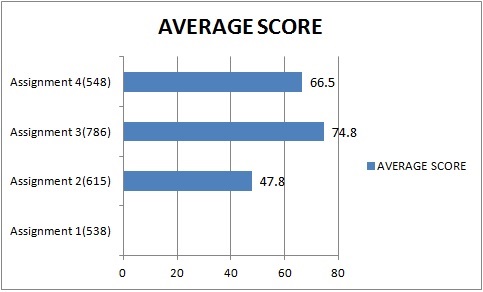 AVERAGE SCORE
Assignment 4(548)
66.5
Assignment 3(786)
74.8
Assignment 2(615)
47.8
Assignment 1(538)
AVERAGE SCORE
0 20 40 60 80